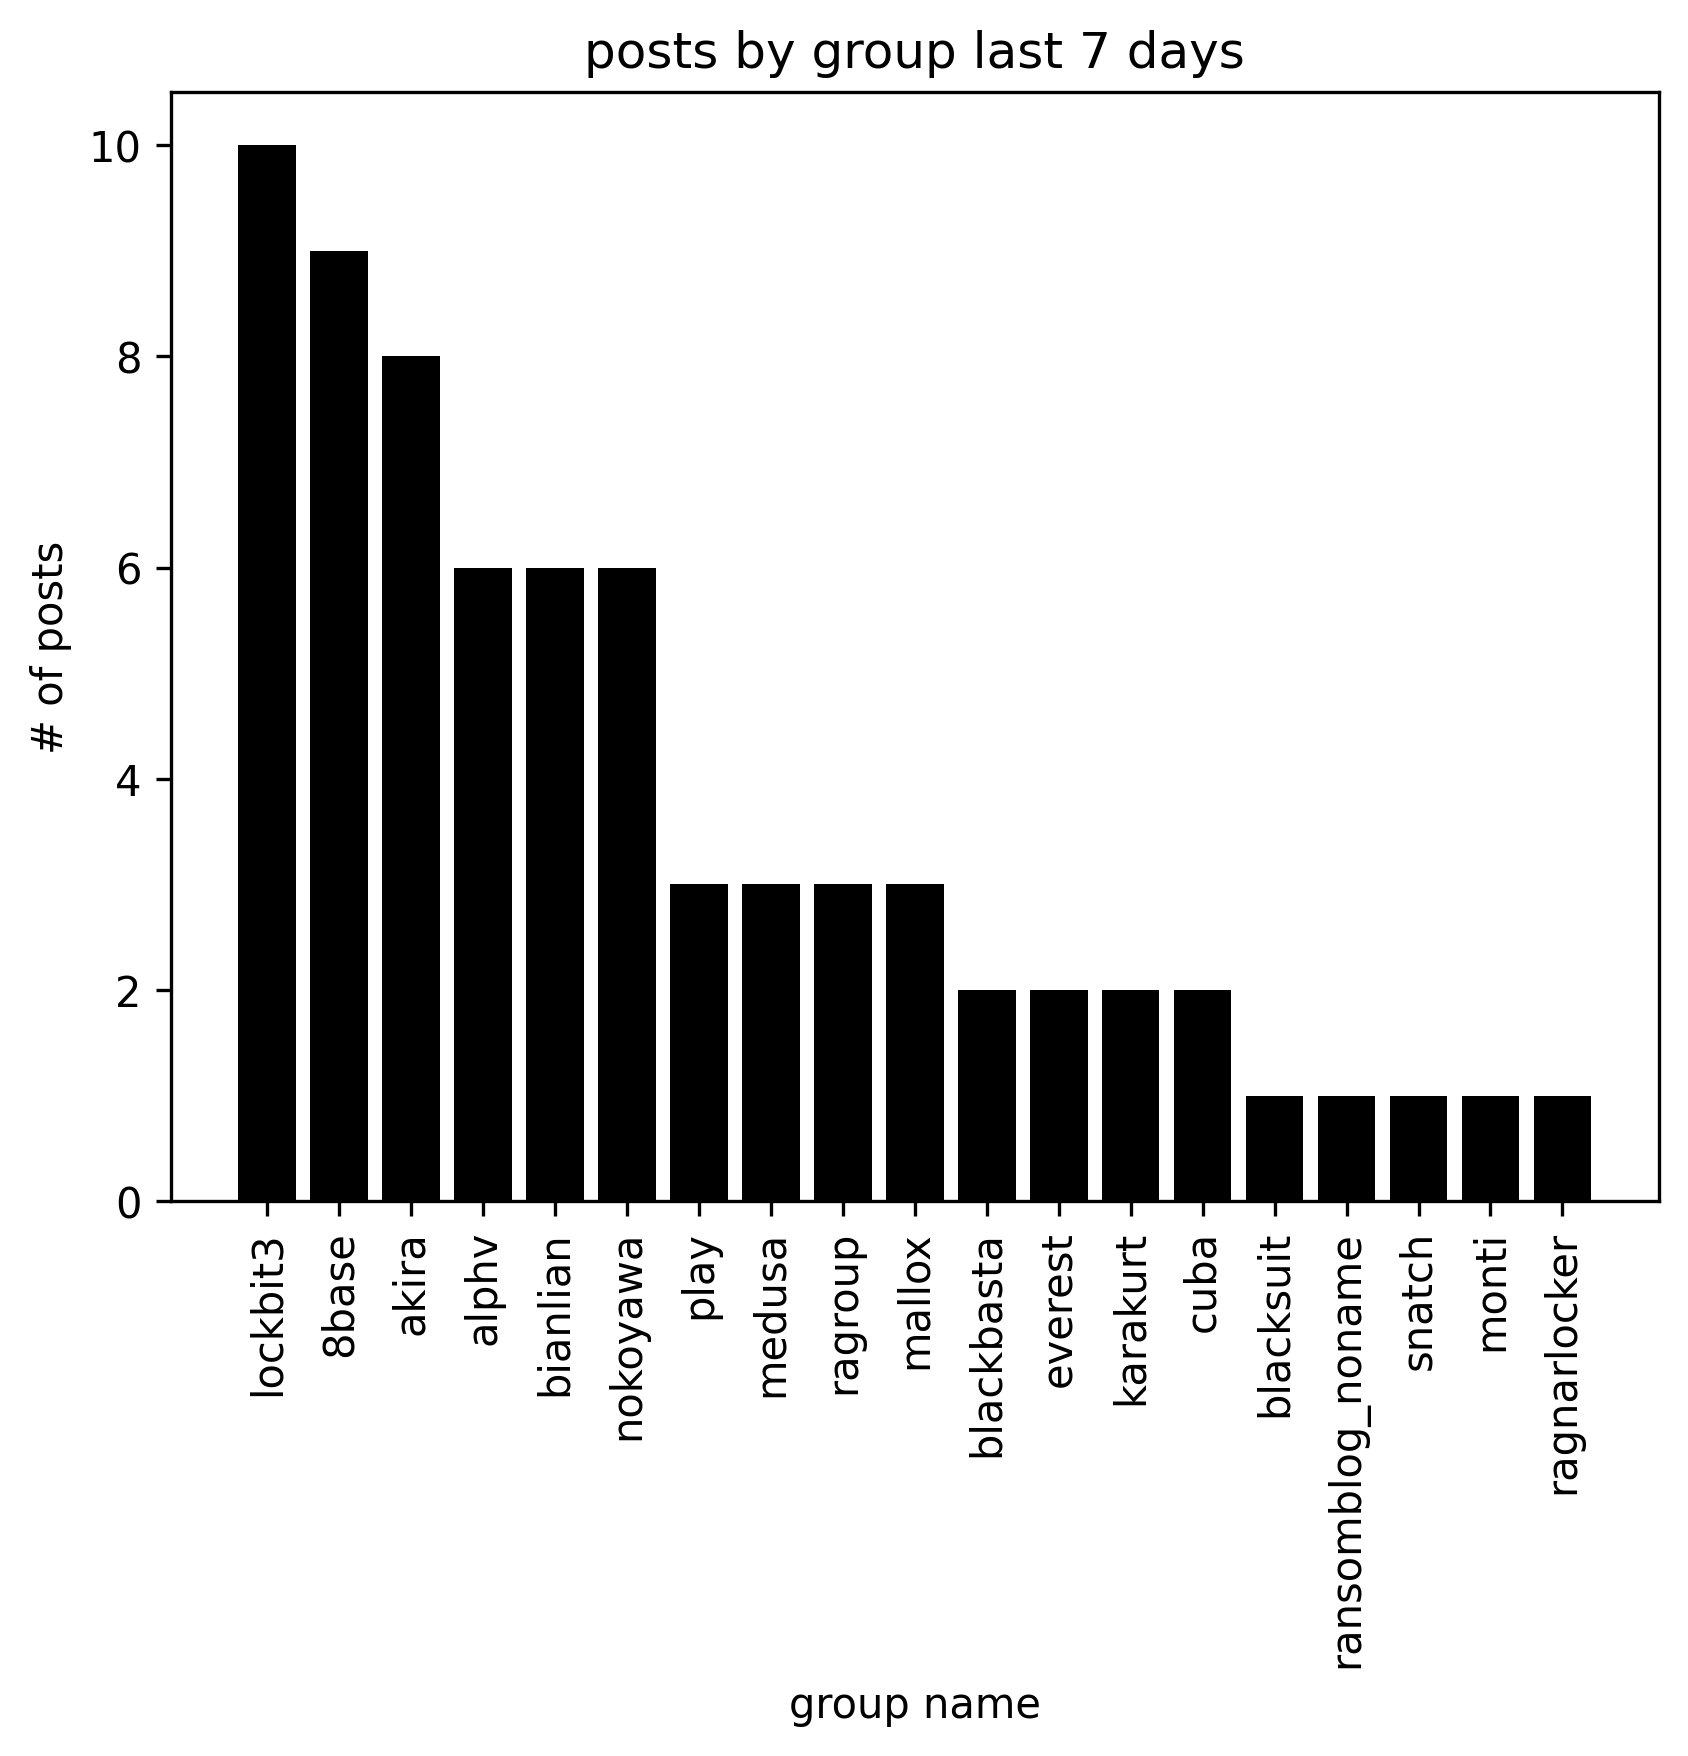 posts by group last 7 days
# of posts
10
8
6
4
2
0
lockbit3
8base
akira
alphv
bianlian
nokoyawa
play
medusa
ragroup
mallox
blackbasta
everest
karakurt
cuba
blacksuit
ransomblog_noname
snatch
monti
ragnarlocker
group name